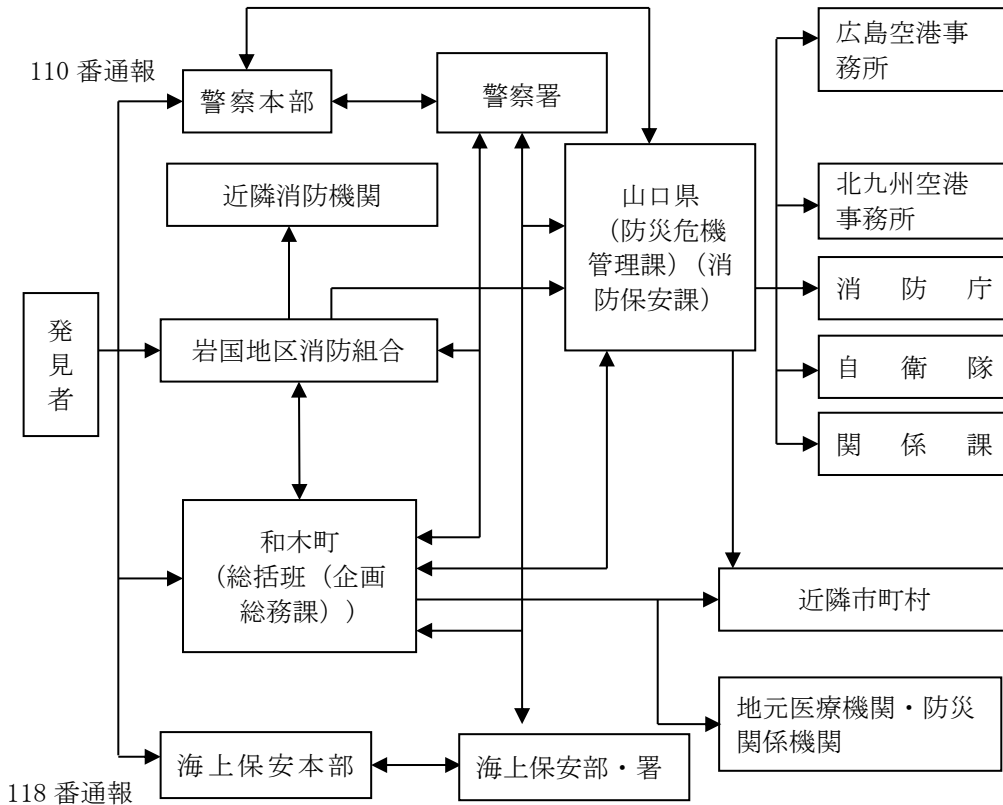 広島空港事
務所
110 番通報
警察本部
警察署
近隣消防機関
山口県
（防災危機
管理課）（消
防保安課）
北九州空港
事務所
消　防　庁
発
見
者
岩国地区消防組合
自　衛　隊
関　係　課
和木町
（総括班（企画
総務課））
近隣市町村
地元医療機関・防災
関係機関
海上保安本部
海上保安部・署
118 番通報